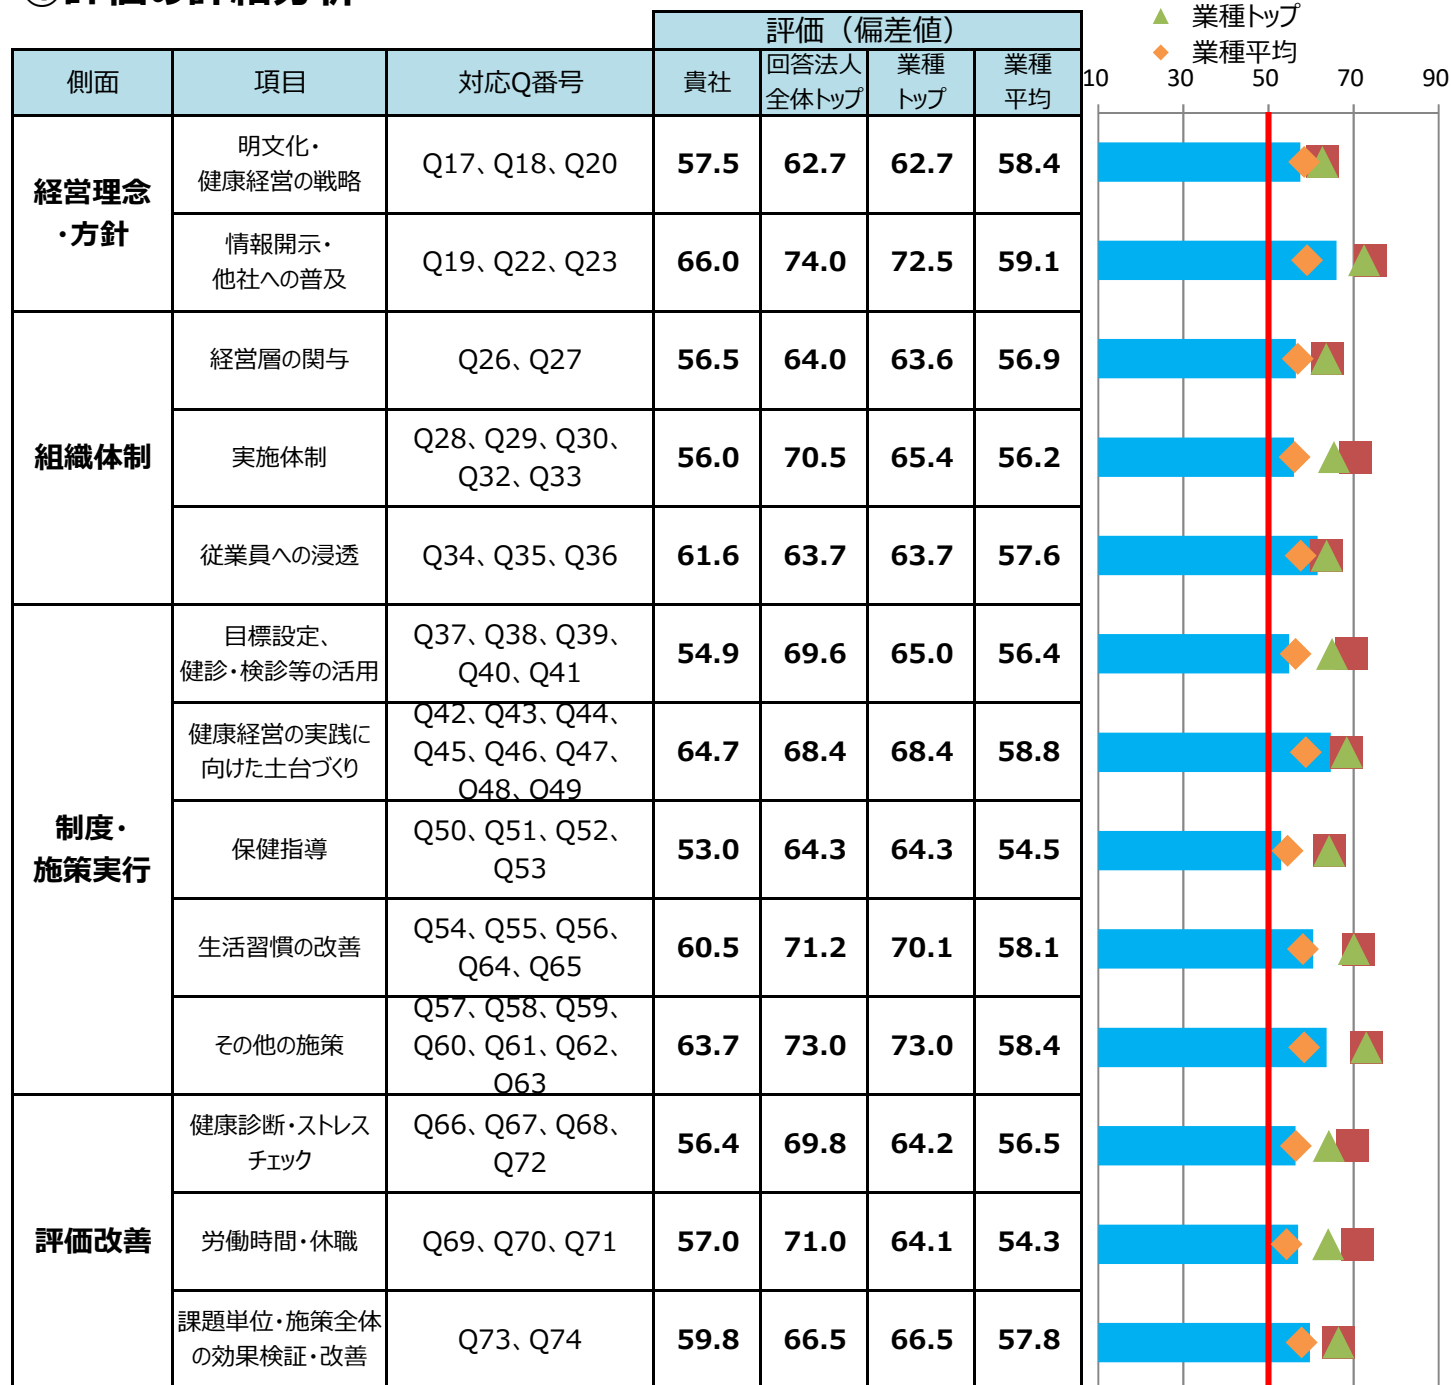 評価（偏差値）
▲ 業種トップ
◆ 業種平均
側面 項目 対応Q番号 貴社 回答法人全体トップ 業種トップ 業種平均
10 30 50 70 90
経営理念
・方針
明文化・
健康経営の戦略
Q17、Q18、Q20
57.5 62.7 62.7 58.4
情報開示・
他社への普及
Q19、Q22、Q23
66.0 74.0 72.5 59.1
組織体制
経営層の関与
Q26、Q27
56.5 64.0 63.6 56.9
実施体制
Q28、Q29、Q30、
Q32、Q33
56.0 70.5 65.4 56.2
従業員への浸透
Q34、Q35、Q36
61.6 63.7 63.7 57.6
制度・
施策実行
目標設定、
健診・検診等の活用
Q37、Q38、Q39、
Q40、Q41
54.9 69.6 65.0 56.4
健康経営の実践に
向けた土台づくり
Q42、Q43、Q44、
Q45、Q46、Q47、
Q48、Q49
64.7 68.4 68.4 58.8
保健指導
Q50、Q51、Q52、
Q53
53.0 64.3 64.3 54.5
生活習慣の改善
Q54、Q55、Q56、
Q64、Q65
60.5 71.2 70.1 58.1
その他の施策
Q57、Q58、Q59、
Q60、Q61、Q62、
Q63
63.7 73.0 73.0 58.4
評価改善
健康診断・ストレス
チェック
Q66、Q67、Q68、
Q72
56.4 69.8 64.2 56.5
労働時間・休職
Q69、Q70、Q71
57.0 71.0 64.1 54.3
課題単位・施策全体
の効果検証・改善
Q73、Q74
59.8 66.5 66.5 57.8